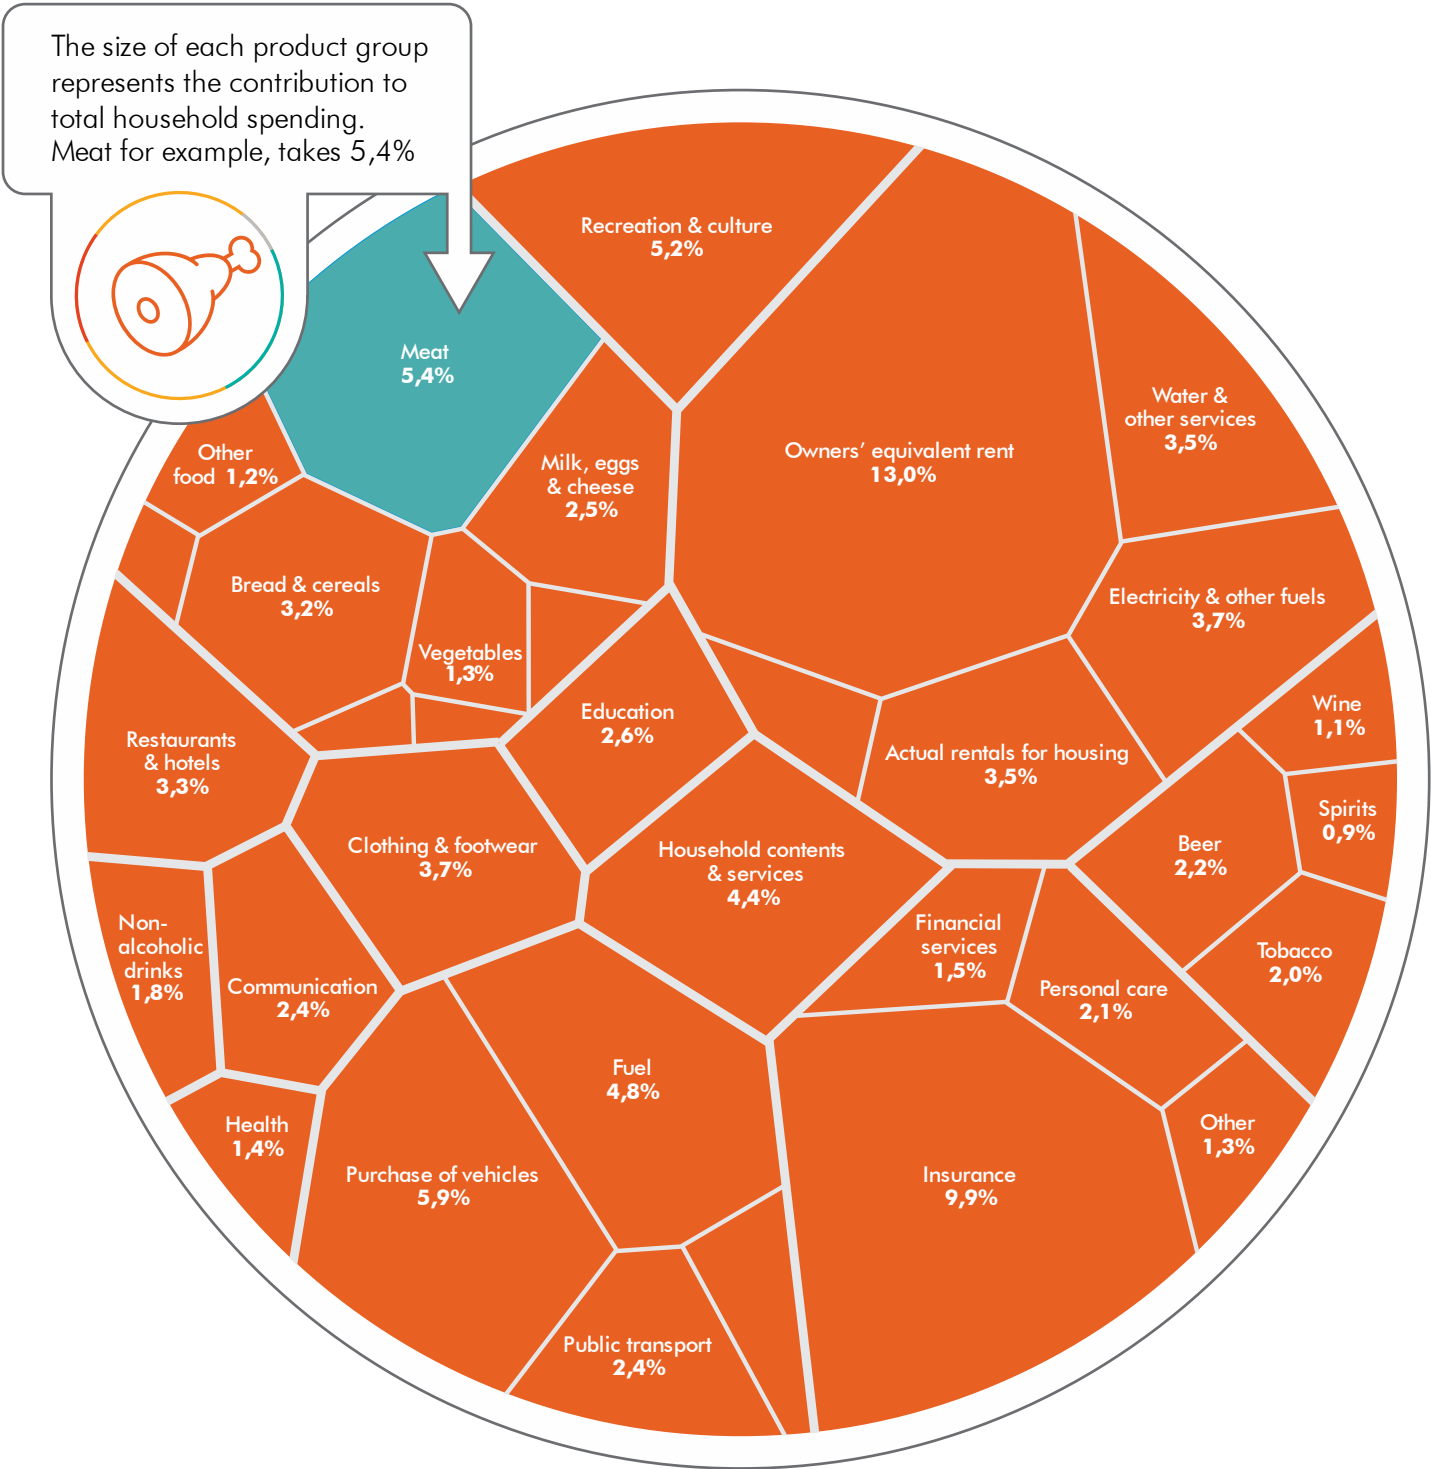 The size of each product group
represents the contribution to
total household spending.
Meat for example, takes 5,4%
Recreation & culture
5,2%
Meat
5,4%
Water &
other services
3,5%
Owners’ equivalent rent
13,0%
Other
food 1,2%
Milk, eggs
& cheese
2,5%
Bread & cereals
3,2%
Electricity & other fuels
3,7%
Vegetables
1,3%
Wine
1,1%
Education
2,6%
Restaurants
& hotels
3,3%
Actual rentals for housing
3,5%
Spirits
0,9%
Clothing & footwear
3,7%
Household contents
& services
4,4%
Beer
2,2%
Non-
alcoholic
drinks
1,8%
Financial
services
1,5%
Tobacco
2,0%
Communication
2,4%
Personal care
2,1%
Fuel
4,8%
Health
1,4%
Other
1,3%
Purchase of vehicles
5,9%
Insurance
9,9%
Public transport
2,4%